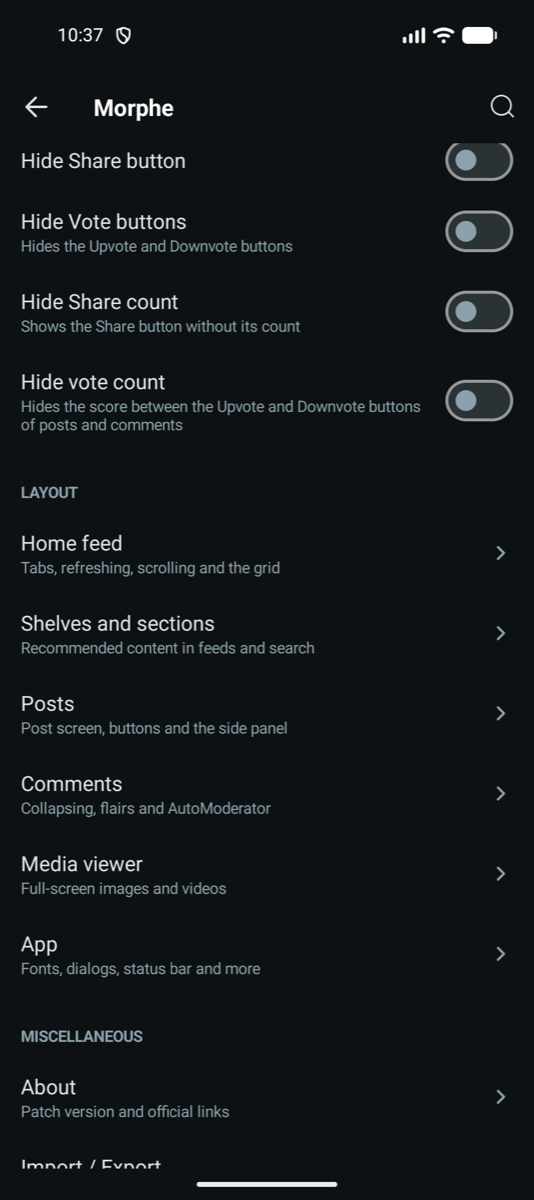 10:37
Morphe
Hide Share button
Hide Vote buttons
Hides the Upvote and Downvote buttons
Hide Share count
Shows the Share button without its count
Hide vote count
Hides the score between the Upvote and Downvote buttons
of posts and comments
LAYOUT
Home feed
Tabs, refreshing, scrolling and the grid
Shelves and sections
Recommended content in feeds and search
Posts
Post screen, buttons and the side panel
Comments
Collapsing, flairs and AutoModerator
Media viewer
Full-screen images and videos
App
Fonts, dialogs, status bar and more
MISCELLANEOUS
About
Patch version and official links
Import / Export